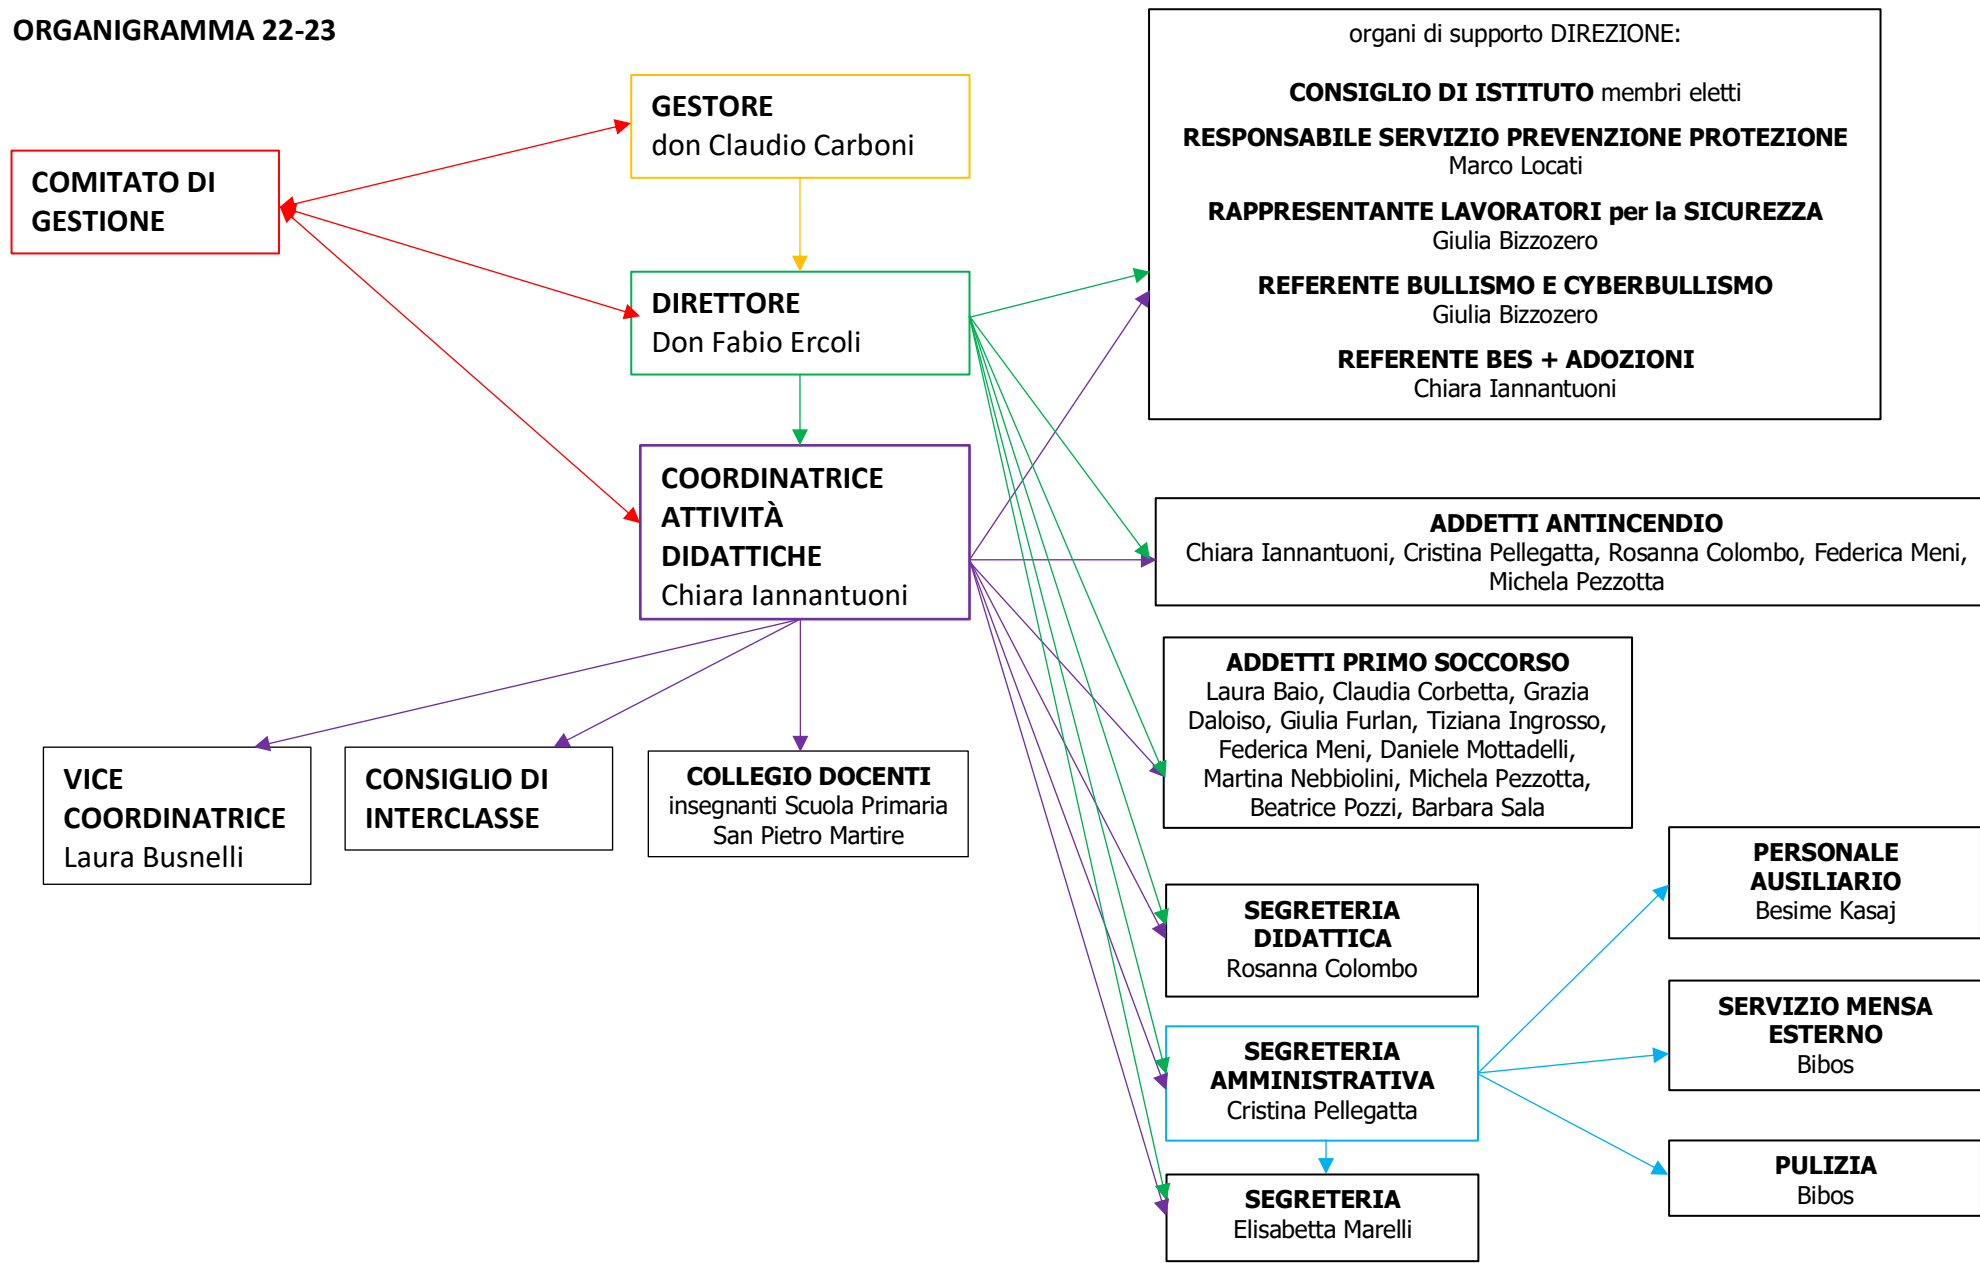 ORGANIGRAMMA 22-23
GESTORE
don Claudio Carboni
COMITATO DI
GESTIONE
DIRETTORE
Don Fabio Ercoli
COORDINATRICE
ATTIVITÀ
DIDATTICHE
Chiara Iannantuoni
VICE
COORDINATRICE
Laura Busnelli
CONSIGLIO DI
INTERCLASSE
COLLEGIO DOCENTI
insegnanti Scuola Primaria
San Pietro Martire
organi di supporto DIREZIONE:
CONSIGLIO DI ISTITUTO membri eletti
RESPONSABILE SERVIZIO PREVENZIONE PROTEZIONE
Marco Locati
RAPPRESENTANTE LAVORATORI per la SICUREZZA
Giulia Bizzozero
REFERENTE BULLISMO E CYBERBULLISMO
Giulia Bizzozero
REFERENTE BES + ADOZIONI
Chiara Iannantuoni
ADDETTI ANTINCENDIO
Chiara Iannantuoni, Cristina Pellegatta, Rosanna Colombo, Federica Meni,
Michela Pezzotta
ADDETTI PRIMO SOCCORSO
Laura Baio, Claudia Corbetta, Grazia
Daloiso, Giulia Furlan, Tiziana Ingrosso,
Federica Meni, Daniele Mottadelli,
Martina Nebbiolini, Michela Pezzotta,
Beatrice Pozzi, Barbara Sala
SEGRETERIA
DIDATTICA
Rosanna Colombo
SEGRETERIA
AMMINISTRATIVA
Cristina Pellegatta
SEGRETERIA
Elisabetta Marelli
PERSONALE
AUSILIARIO
Besime Kasaj
SERVIZIO MENSA
ESTERNO
Bibos
PULIZIA
Bibos